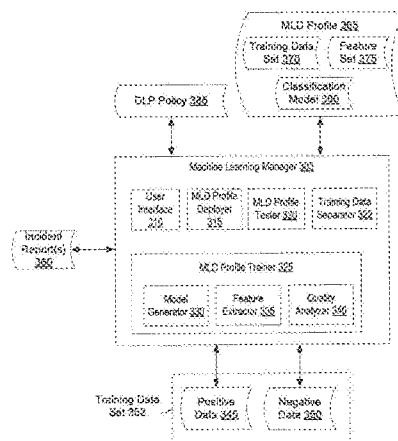 MLD Profile 365
Training Data
Set 370
Feature
Set 375
Classification
Model 380
DLP Policy 385
Machine Learning Manager 300
User
Interface 310
MLD Profile
Deployer 315
MLD Profile
Tester 320
Training Data
Separator 322
Incident
Report(s)
360
MLD Profile Trainer 325
Model
Generator 330
Feature
Extractor 335
Quality
Analyzer 340
Training Data
Set 352
Positive
Data 345
Negative
Data 350